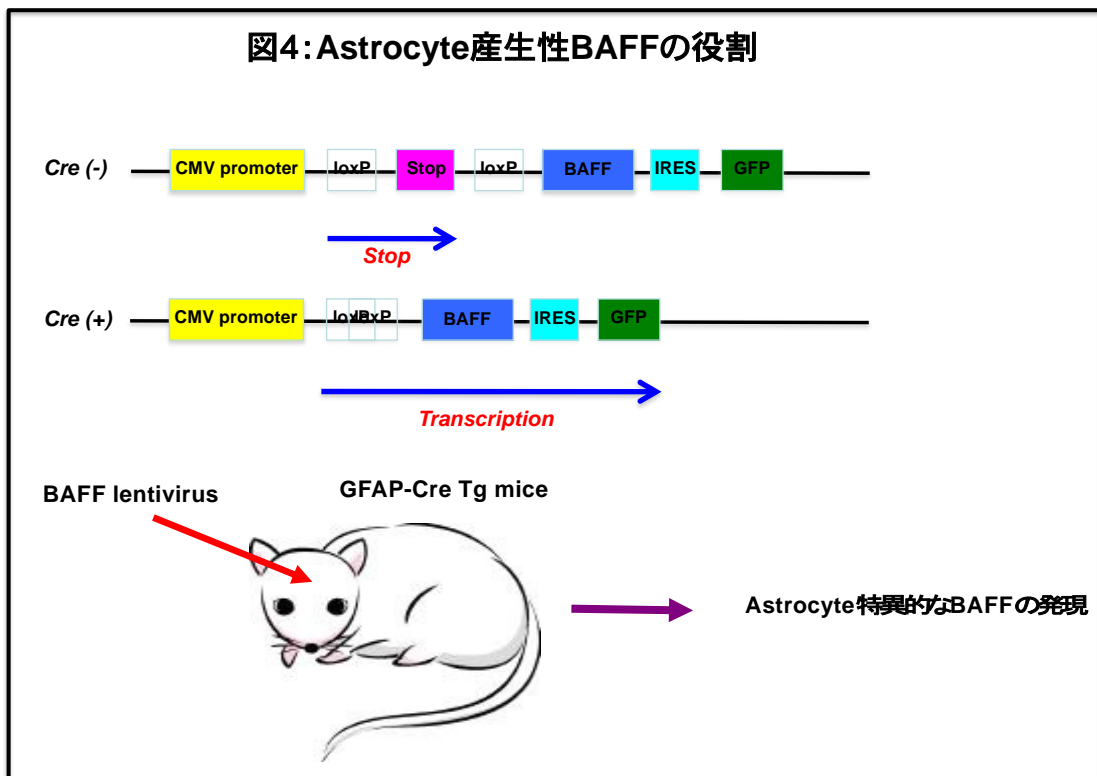 図4:Astrocyte産生性BAFFの役割
Cre (-) CMV promoter loxP Stop loxP BAFF IRES GFP
Stop
Cre (+) CMV promoter loxP loxP BAFF IRES GFP
Transcription
BAFF lentivirus
GFAP-Cre Tg mice
Astrocyte特異的なBAFFの発現